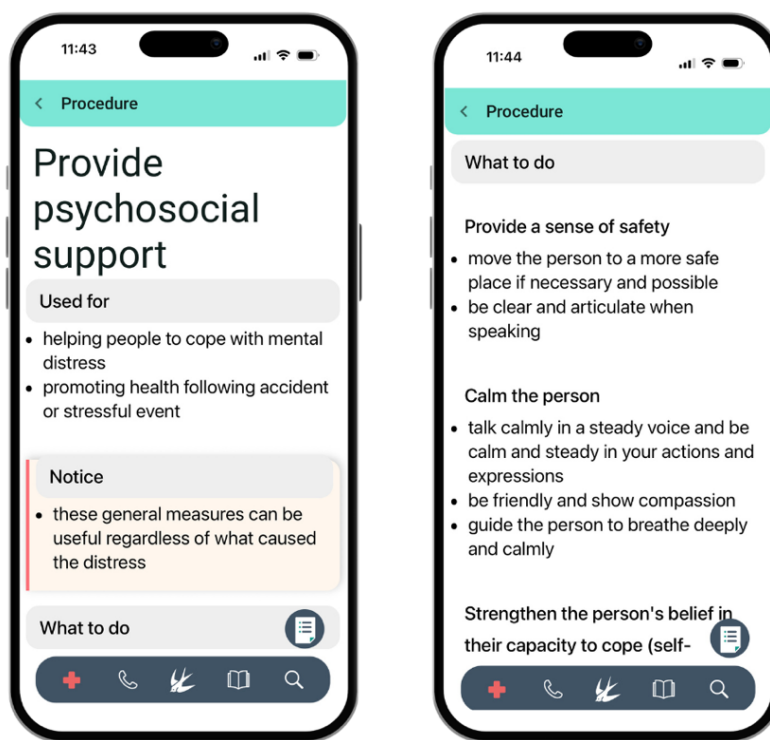 11:43
Procedure
Provide
psychosocial
support
Used for
helping people to cope with mental
distress
promoting health following accident
or stressful event
Notice
these general measures can be
useful regardless of what caused
the distress
What to do
11:44
Procedure
What to do
Provide a sense of safety
move the person to a more safe
place if necessary and possible
be clear and articulate when
speaking
Calm the person
talk calmly in a steady voice and be
calm and steady in your actions and
expressions
be friendly and show compassion
guide the person to breathe deeply
and calmly
Strengthen the person's belief in
their capacity to cope (self-